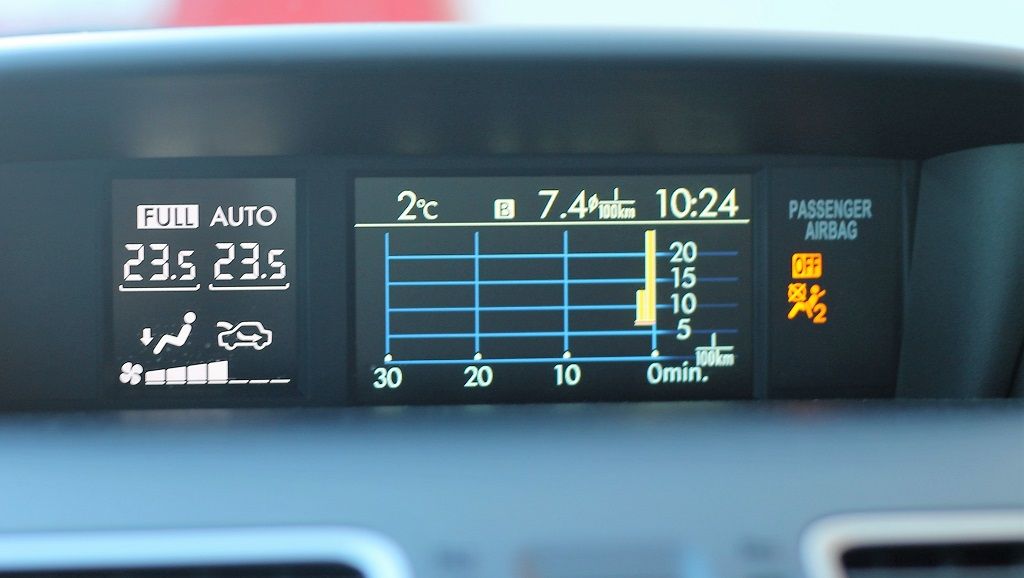 FULL AUTO
23.5 23.5
2°C B 7.4 ø l/100km 10:24
20
15
10
5
l/100km
30 20 10 0min.
PASSENGER
AIRBAG
OFF
2